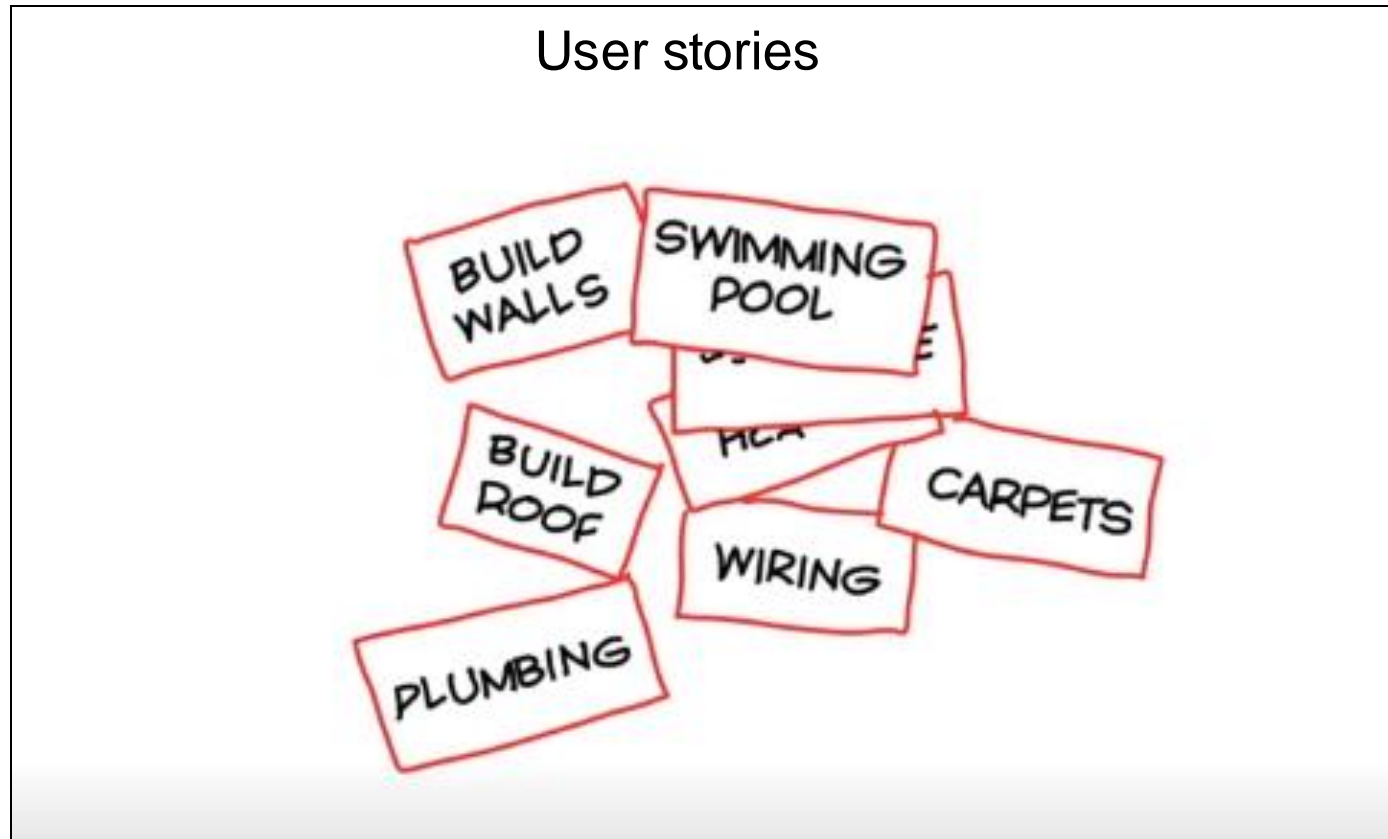 User stories
BUILD
WALLS
SWIMMING
POOL
BUILD
ROOF
CARPETS
WIRING
PLUMBING